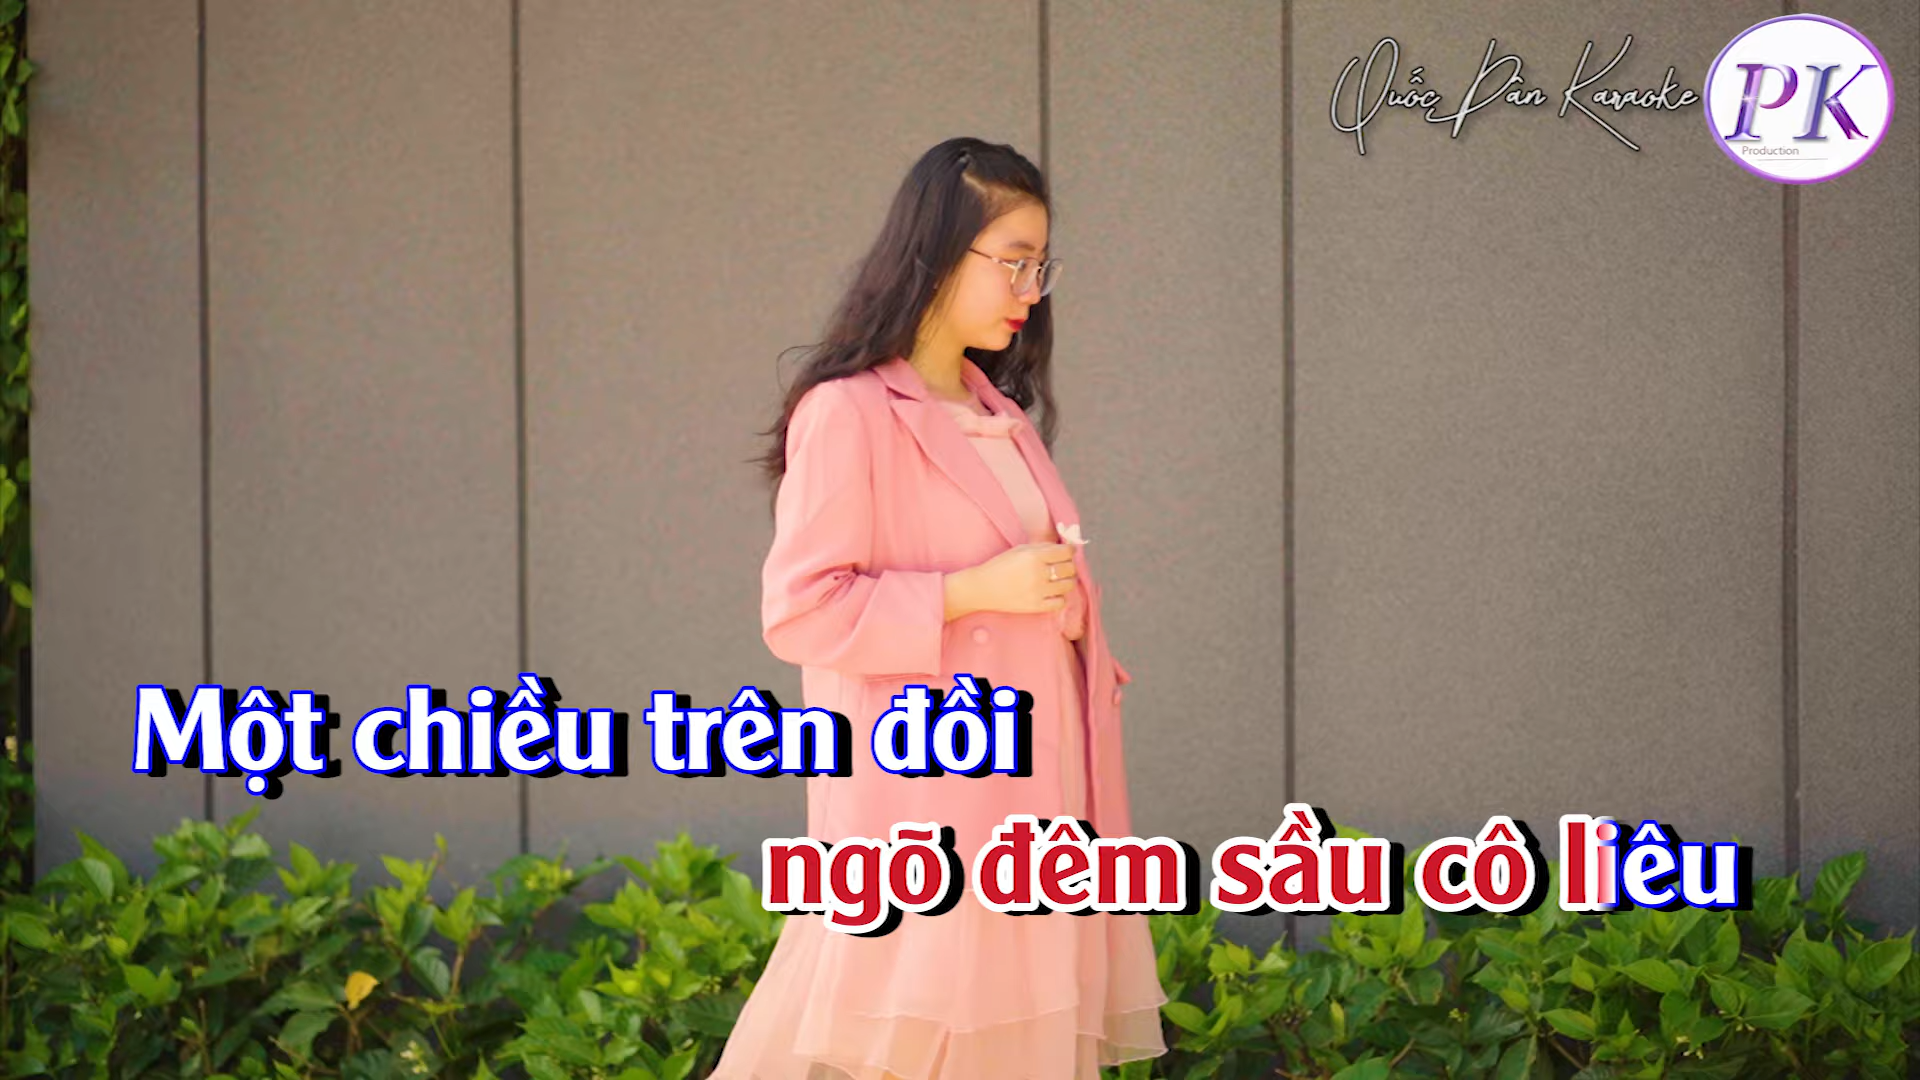 Quốc Dân Karaoke
PK
Production
Một chiều trên đồi
ngõ đêm sầu cô liêu